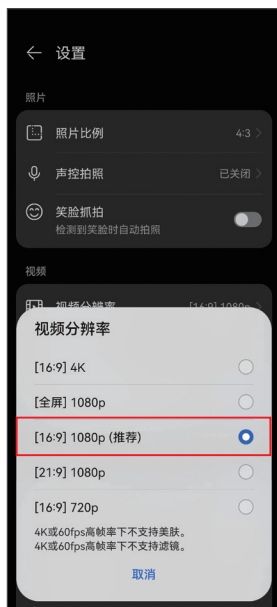 设置
照片
照片比例
4:3
声控拍照
已关闭
笑脸抓拍
检测到笑脸时自动拍照
视频
视频分辨率
[16:9] 1080p
视频分辨率
[16:9] 4K
[全屏] 1080p
[16:9] 1080p (推荐)
[21:9] 1080p
[16:9] 720p
4K或60fps高帧率下不支持美肤。
4K或60fps高帧率下不支持滤镜。
取消